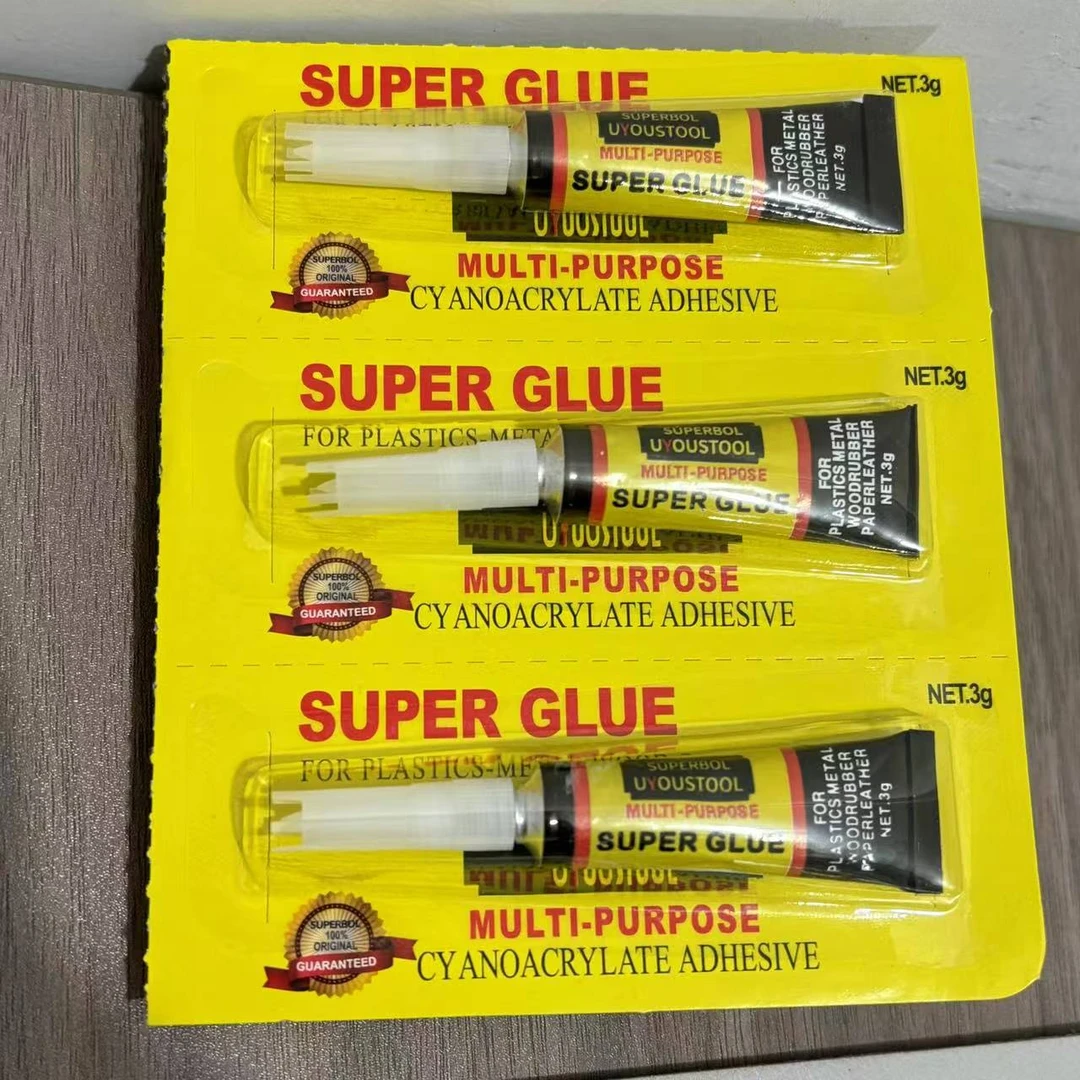 SUPER GLUE
NET.3g
SUPERBOL
UYOUSTOOL
MULTI-PURPOSE
SUPER GLUE
FOR
PLASTICS METAL
WOODRUBBER
PAPERLEATHER
NET.3g
UYOUSTOOL
SUPERBOL
100%
ORIGINAL
GUARANTEED
MULTI-PURPOSE
CYANOACRYLATE ADHESIVE
SUPER GLUE
NET.3g
FOR PLASTICS-META
SUPERBOL
UYOUSTOOL
MULTI-PURPOSE
SUPER GLUE
FOR
PLASTICS METAL
WOODRUBBER
PAPERLEATHER
NET.3g
UYOUSTOOL
SUPERBOL
100%
ORIGINAL
GUARANTEED
MULTI-PURPOSE
CYANOACRYLATE ADHESIVE
SUPER GLUE
NET.3g
FOR PLASTICS-ME
SUPERBOL
UYOUSTOOL
MULTI-PURPOSE
SUPER GLUE
FOR
PLASTICS METAL
WOODRUBBER
PAPERLEATHER
NET.3g
UYOUSTOOL
SUPERBOL
100%
ORIGINAL
GUARANTEED
MULTI-PURPOSE
CYANOACRYLATE ADHESIVE